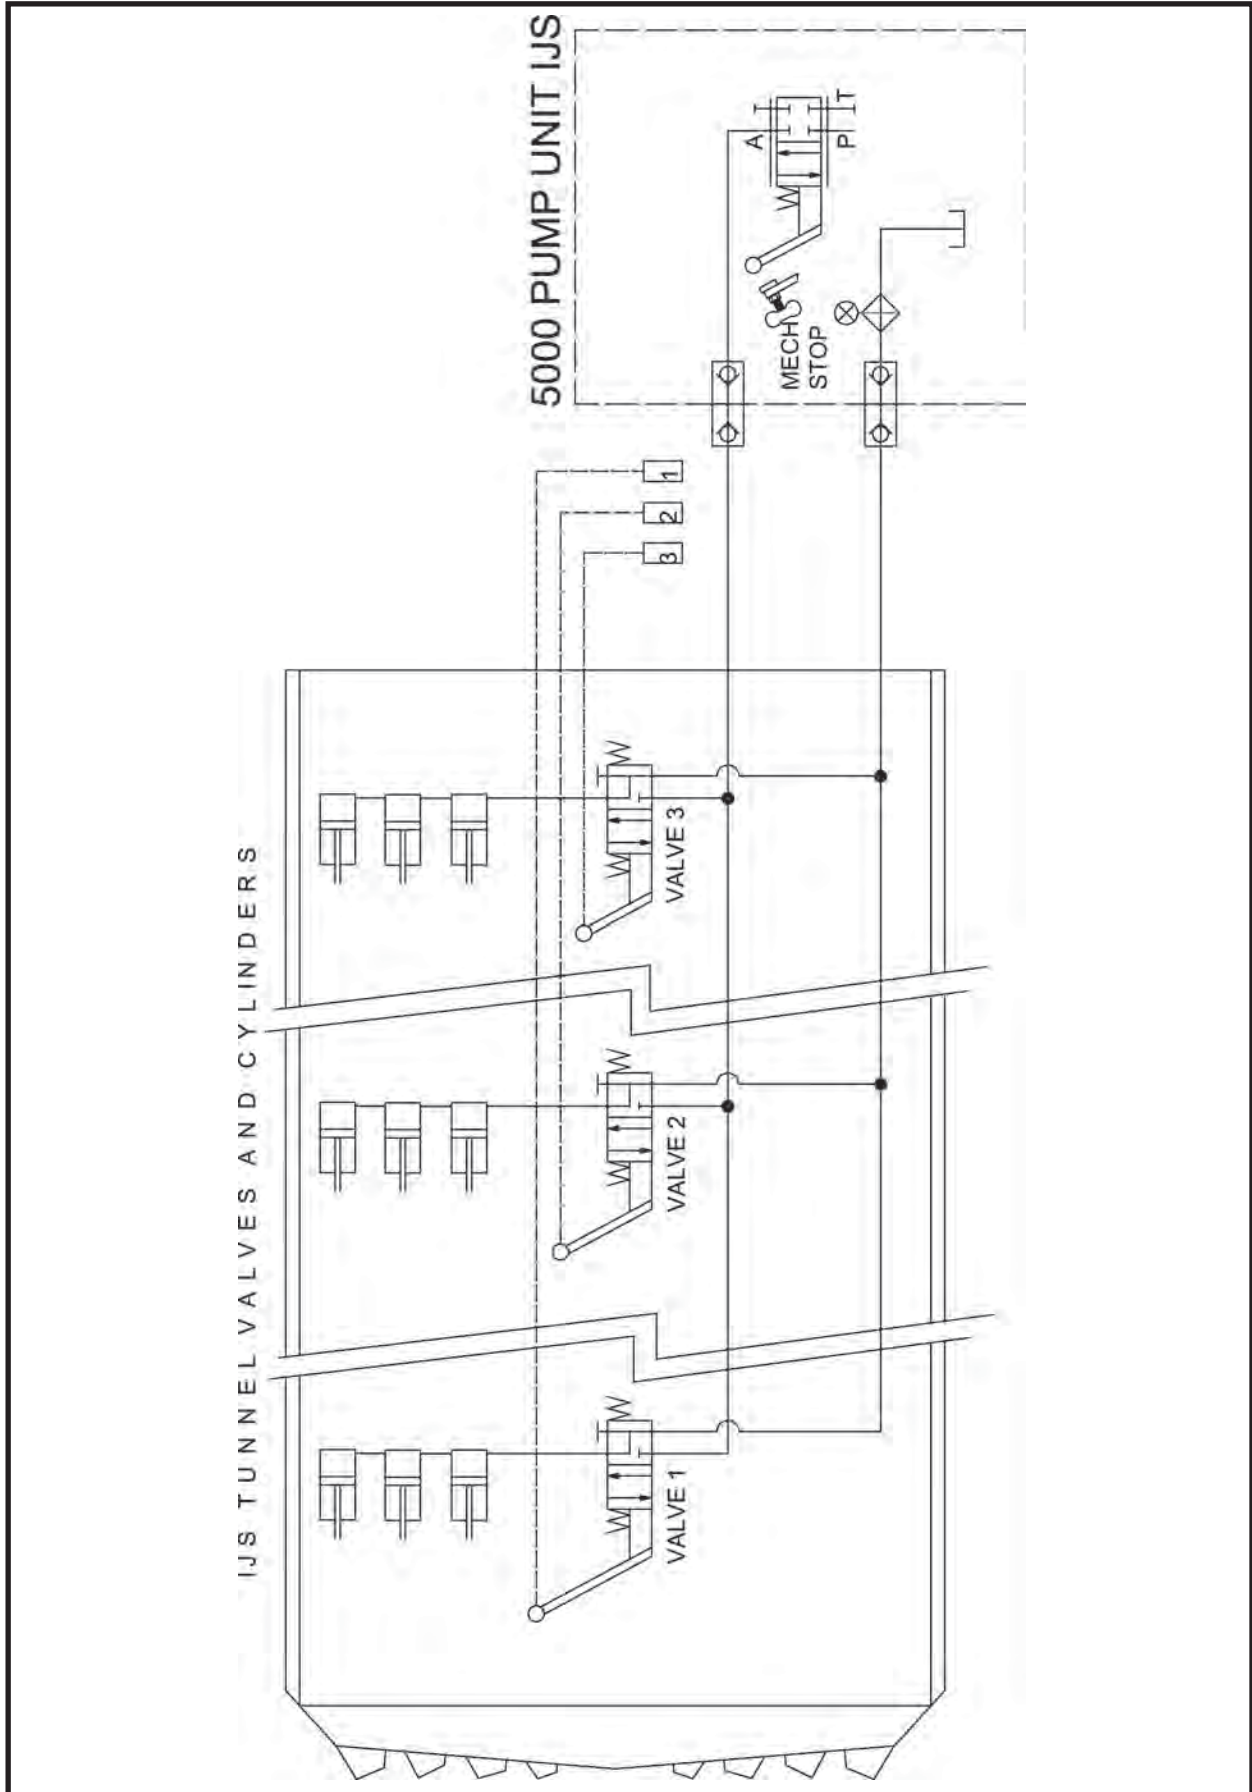 5000 PUMP UNIT IJS
A
P
T
MECH
STOP
1
2
3
IJS TUNNEL VALVES AND CYLINDERS
VALVE 3
VALVE 2
VALVE 1